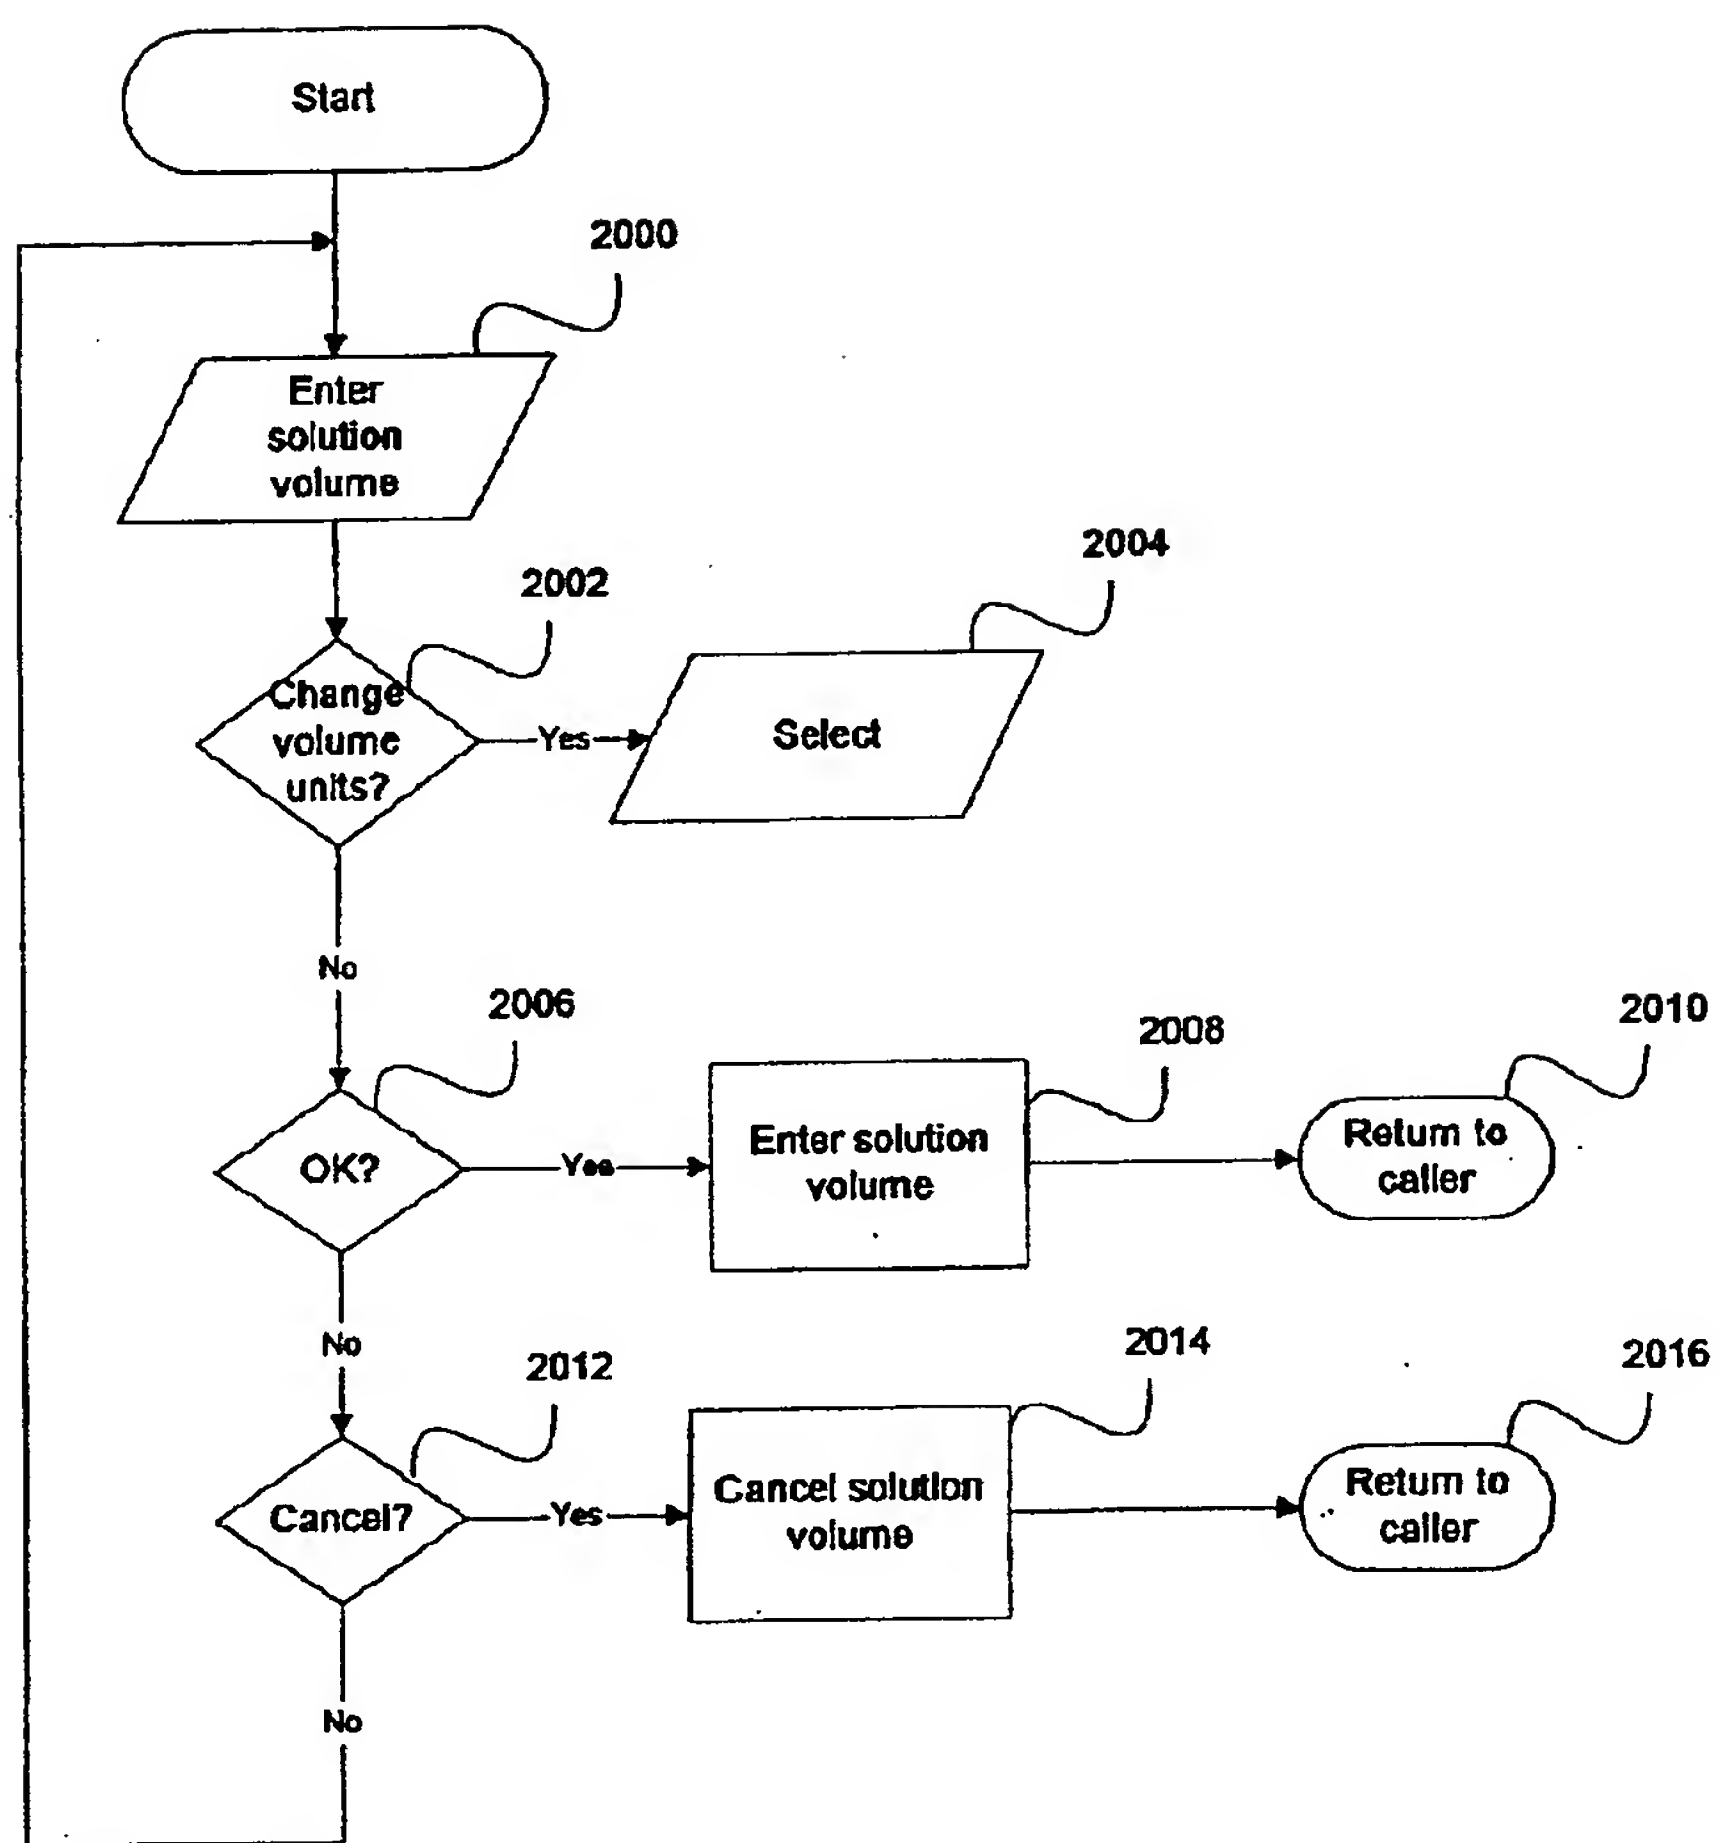 Start
2000
Enter
solution
volume
2002
2004
Change
volume
units?
Yes
Select
No
2006
2008
2010
OK?
Yes
Enter solution
volume
Return to
caller
No
2012
2014
2016
Cancel?
Yes
Cancel solution
volume
Return to
caller
No